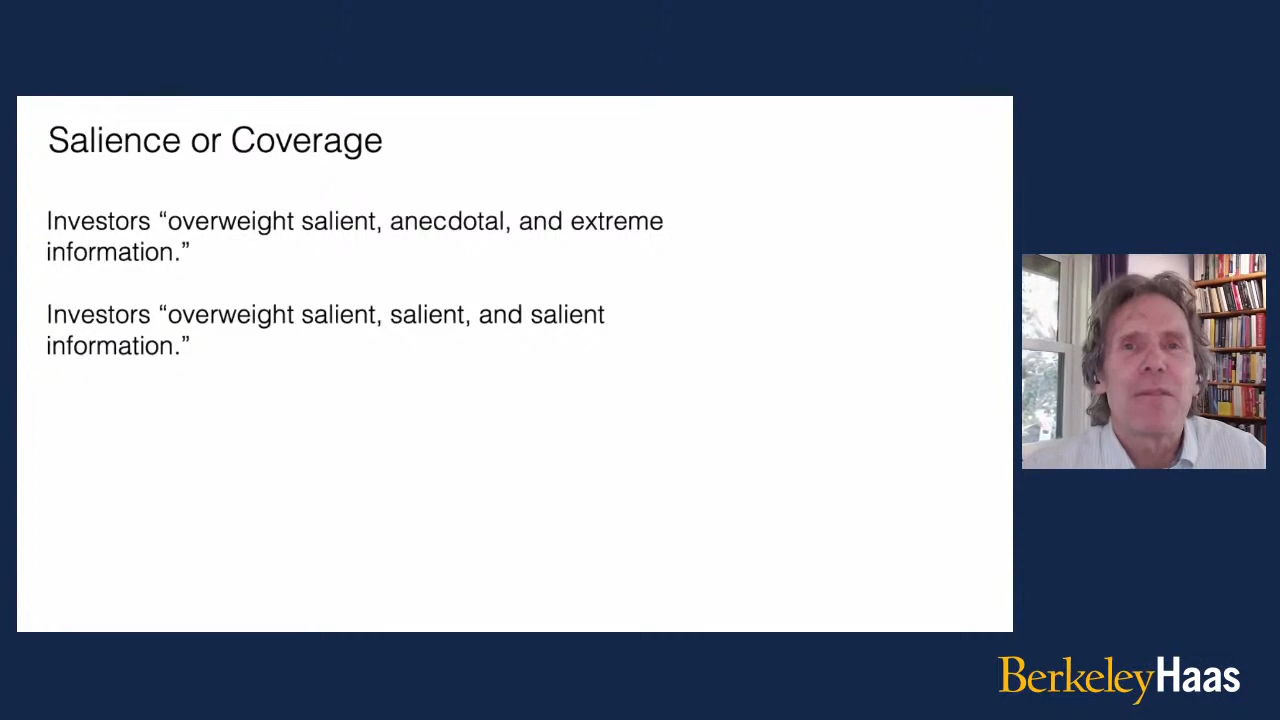 Salience or Coverage
Investors “overweight salient, anecdotal, and extreme
information.”
Investors “overweight salient, salient, and salient
information.”
BerkeleyHaas